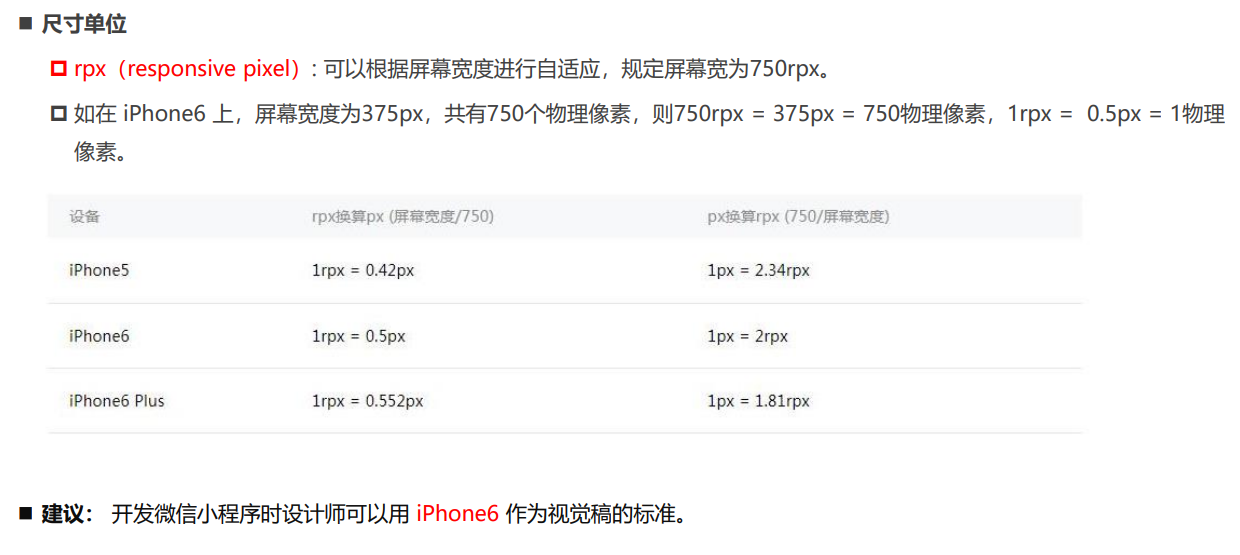 尺寸单位
rpx（responsive pixel）: 可以根据屏幕宽度进行自适应，规定屏幕宽为750rpx。
如在 iPhone6 上，屏幕宽度为375px，共有750个物理像素，则750rpx = 375px = 750物理像素，1rpx = 0.5px = 1物理
像素。
设备 rpx换算px (屏幕宽度/750) px换算rpx (750/屏幕宽度)
iPhone5 1rpx = 0.42px 1px = 2.34rpx
iPhone6 1rpx = 0.5px 1px = 2rpx
iPhone6 Plus 1rpx = 0.552px 1px = 1.81rpx
建议： 开发微信小程序时设计师可以用 iPhone6 作为视觉稿的标准。